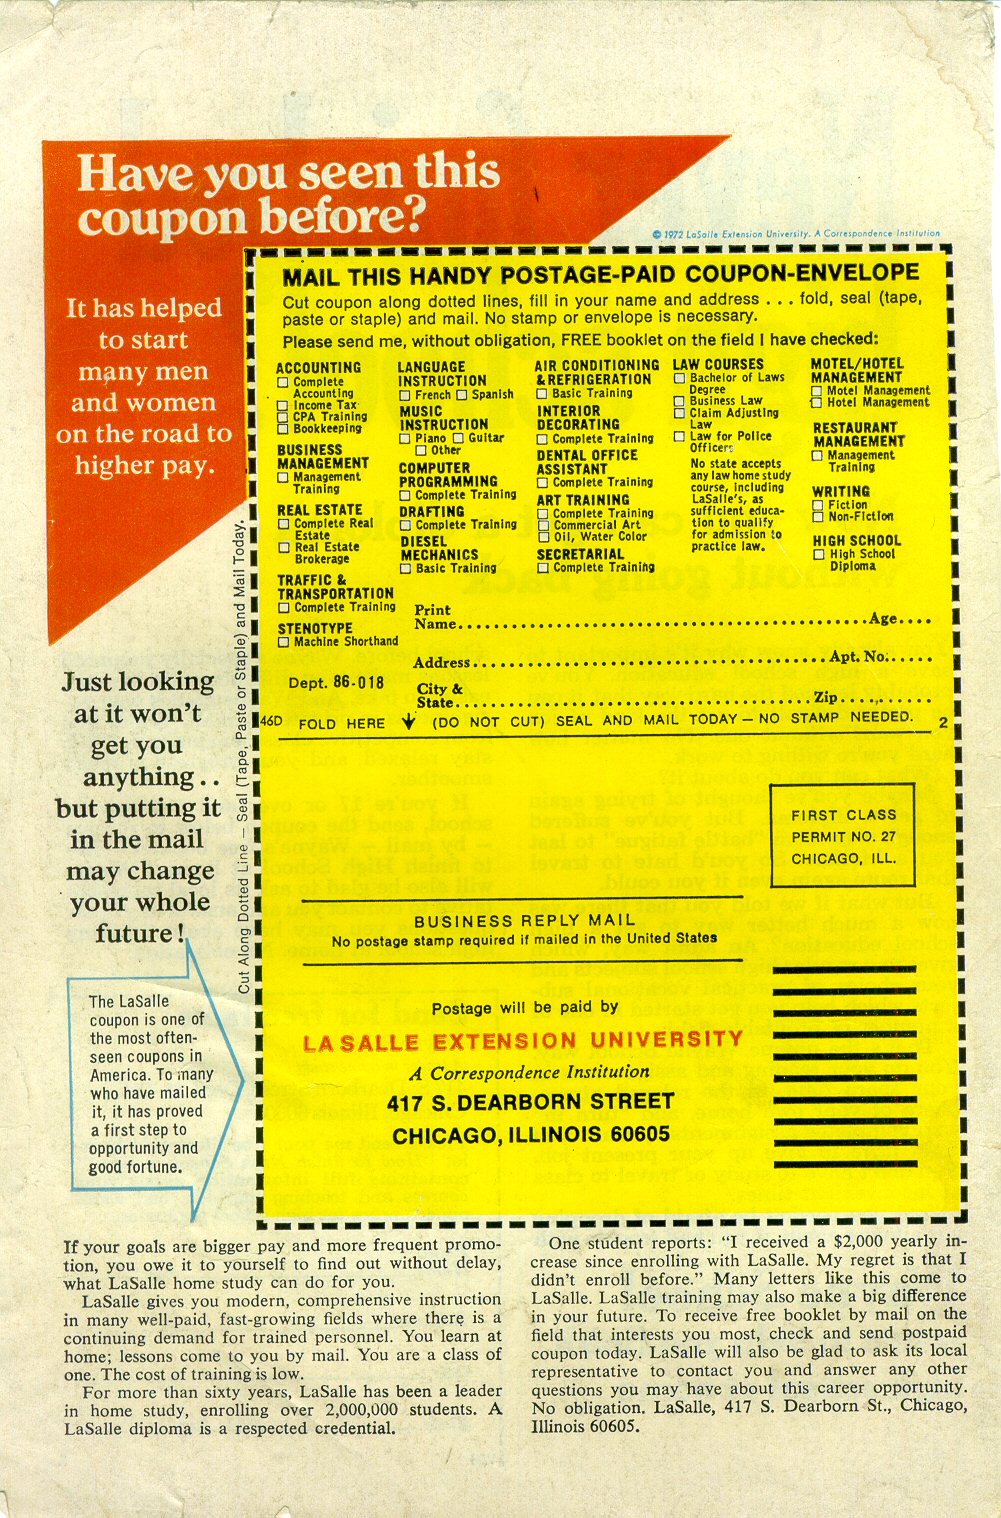 Have you seen this
coupon before?
© 1972 LaSalle Extension University. A Correspondence Institution
It has helped
to start
many men
and women
on the road to
higher pay.
Just looking
at it won't
get you
anything . .
but putting it
in the mail
may change
your whole
future!
The LaSalle
coupon is one of
the most often-
seen coupons in
America. To many
who have mailed
it, it has proved
a first step to
opportunity and
good fortune.
Cut Along Dotted Line – Seal (Tape, Paste or Staple) and Mail Today.
MAIL THIS HANDY POSTAGE-PAID COUPON-ENVELOPE
Cut coupon along dotted lines, fill in your name and address . . . fold, seal (tape,
paste or staple) and mail. No stamp or envelope is necessary.
Please send me, without obligation, FREE booklet on the field I have checked:
ACCOUNTING
☐ Complete
Accounting
☐ Income Tax
☐ CPA Training
☐ Bookkeeping
BUSINESS
MANAGEMENT
☐ Management
Training
REAL ESTATE
☐ Complete Real
Estate
☐ Real Estate
Brokerage
TRAFFIC &
TRANSPORTATION
☐ Complete Training
STENOTYPE
☐ Machine Shorthand
LANGUAGE
INSTRUCTION
☐ French ☐ Spanish
MUSIC
INSTRUCTION
☐ Piano ☐ Guitar
☐ Other
COMPUTER
PROGRAMMING
☐ Complete Training
DRAFTING
☐ Complete Training
DIESEL
MECHANICS
☐ Basic Training
AIR CONDITIONING
& REFRIGERATION
☐ Basic Training
INTERIOR
DECORATING
☐ Complete Training
DENTAL OFFICE
ASSISTANT
☐ Complete Training
ART TRAINING
☐ Complete Training
☐ Commercial Art
☐ Oil, Water Color
SECRETARIAL
☐ Complete Training
LAW COURSES
☐ Bachelor of Laws
Degree
☐ Business Law
☐ Claim Adjusting
Law
☐ Law for Police
Officers
No state accepts
any law home study
course, including
LaSalle's, as
sufficient educa-
tion to qualify
for admission to
practice law.
MOTEL/HOTEL
MANAGEMENT
☐ Motel Management
☐ Hotel Management
RESTAURANT
MANAGEMENT
☐ Management
Training
WRITING
☐ Fiction
☐ Non-Fiction
HIGH SCHOOL
☐ High School
Diploma
Print
Name . . . . . Age . . . .
Address . . . . . Apt. No. . . . . .
City &
State . . . . . Zip . . . . .
Dept. 86-018
46D FOLD HERE ↓ (DO NOT CUT) SEAL AND MAIL TODAY – NO STAMP NEEDED. 2
FIRST CLASS
PERMIT NO. 27
CHICAGO, ILL.
BUSINESS REPLY MAIL
No postage stamp required if mailed in the United States
Postage will be paid by
LA SALLE EXTENSION UNIVERSITY
A Correspondence Institution
417 S. DEARBORN STREET
CHICAGO, ILLINOIS 60605
If your goals are bigger pay and more frequent promo-
tion, you owe it to yourself to find out without delay,
what LaSalle home study can do for you.
LaSalle gives you modern, comprehensive instruction
in many well-paid, fast-growing fields where there is a
continuing demand for trained personnel. You learn at
home; lessons come to you by mail. You are a class of
one. The cost of training is low.
For more than sixty years, LaSalle has been a leader
in home study, enrolling over 2,000,000 students. A
LaSalle diploma is a respected credential.
One student reports: "I received a $2,000 yearly in-
crease since enrolling with LaSalle. My regret is that I
didn't enroll before." Many letters like this come to
LaSalle. LaSalle training may also make a big difference
in your future. To receive free booklet by mail on the
field that interests you most, check and send postpaid
coupon today. LaSalle will also be glad to ask its local
representative to contact you and answer any other
questions you may have about this career opportunity.
No obligation. LaSalle, 417 S. Dearborn St., Chicago,
Illinois 60605.